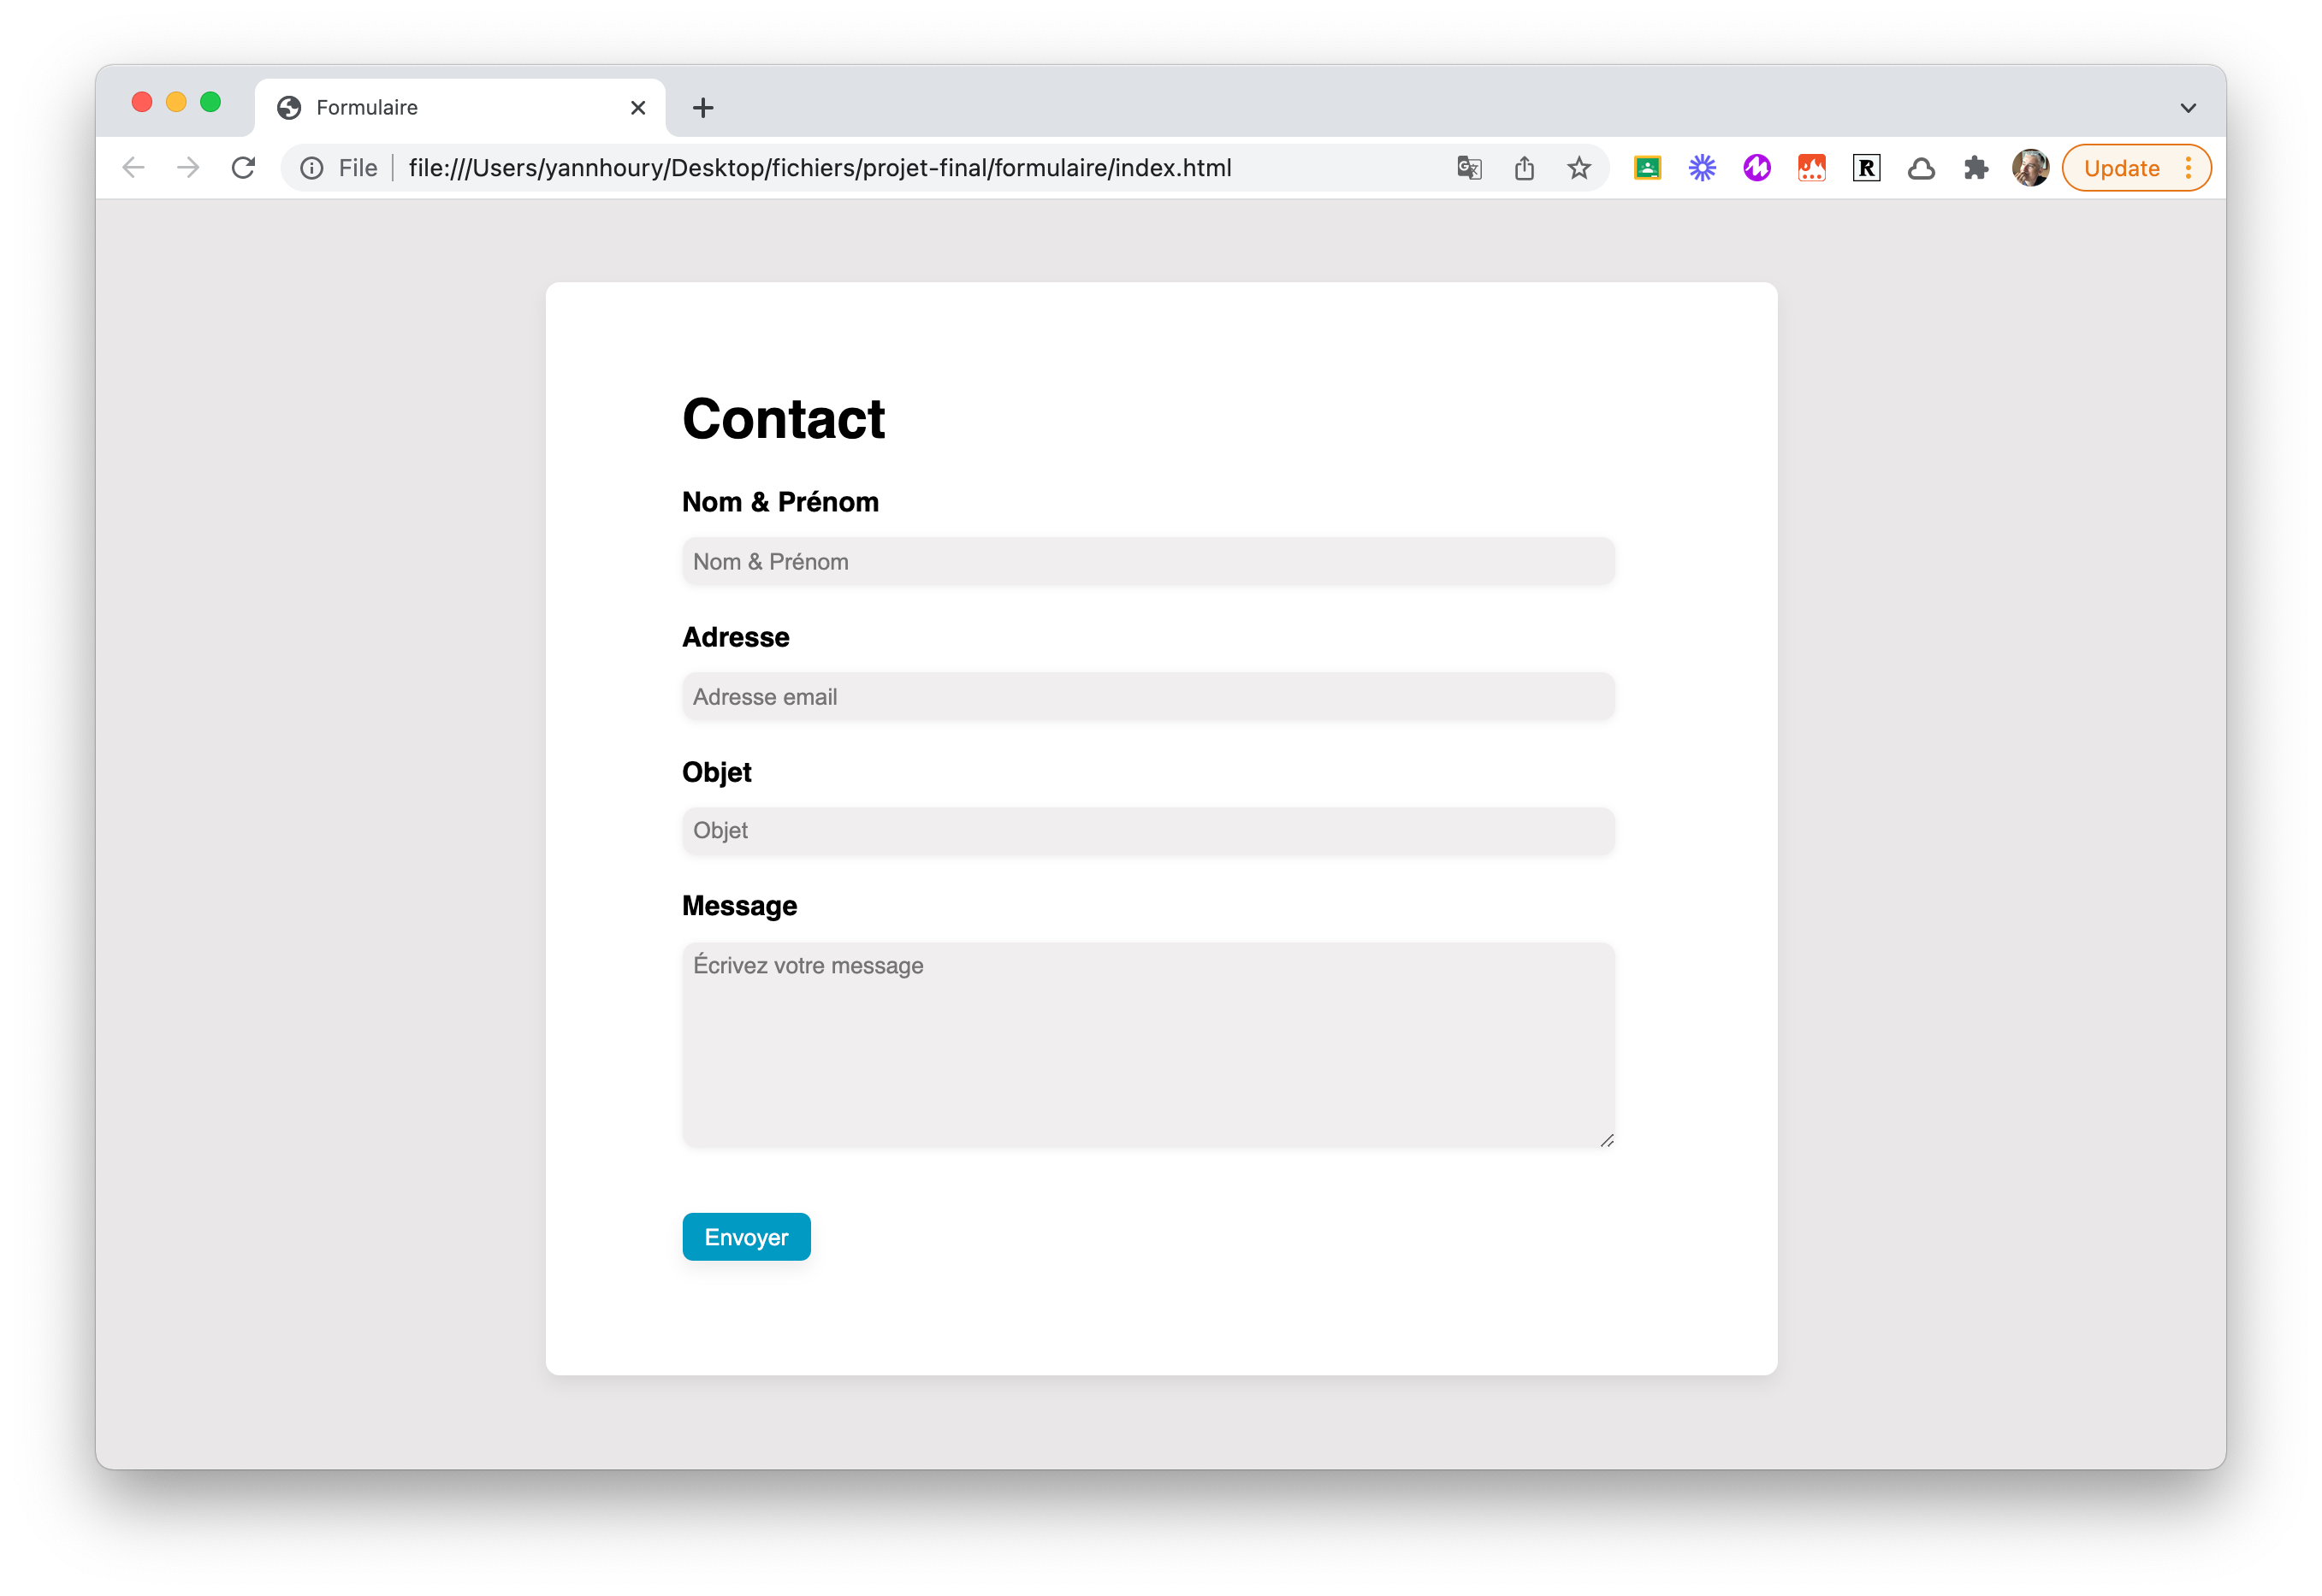 Formulaire
File
file:///Users/yannhoury/Desktop/fichiers/projet-final/formulaire/index.html
R
Update
Contact
Nom & Prénom
Nom & Prénom
Adresse
Adresse email
Objet
Objet
Message
Écrivez votre message
Envoyer